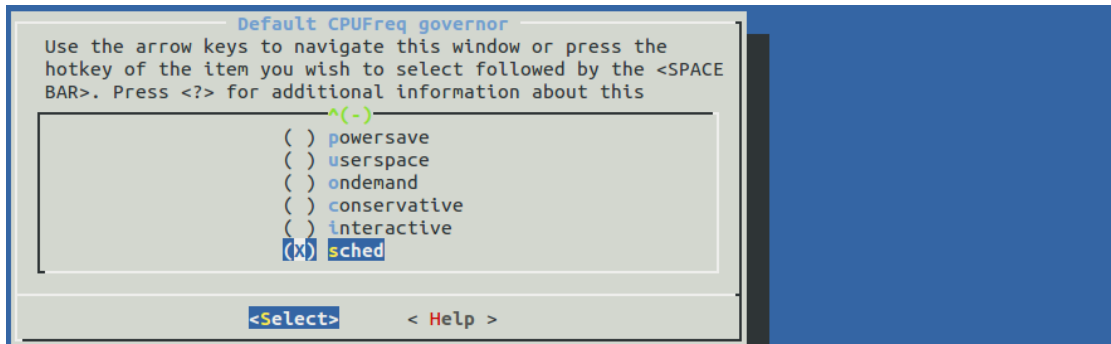 Default CPUFreq governor
Use the arrow keys to navigate this window or press the
hotkey of the item you wish to select followed by the <SPACE
BAR>. Press <?> for additional information about this
^(-)
( ) powersave
( ) userspace
( ) ondemand
( ) conservative
( ) interactive
(X) sched
<Select> < Help >